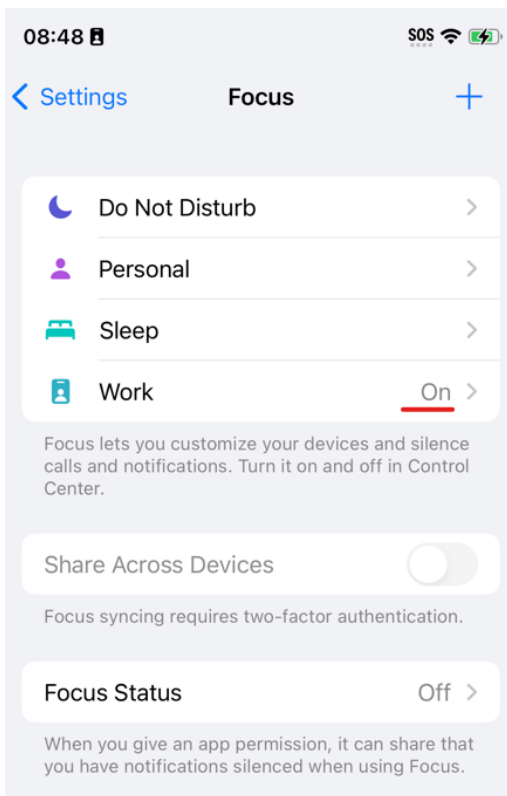 08:48 SOS
Settings Focus
Do Not Disturb
Personal
Sleep
Work On
Focus lets you customize your devices and silence
calls and notifications. Turn it on and off in Control
Center.
Share Across Devices
Focus syncing requires two-factor authentication.
Focus Status Off
When you give an app permission, it can share that
you have notifications silenced when using Focus.